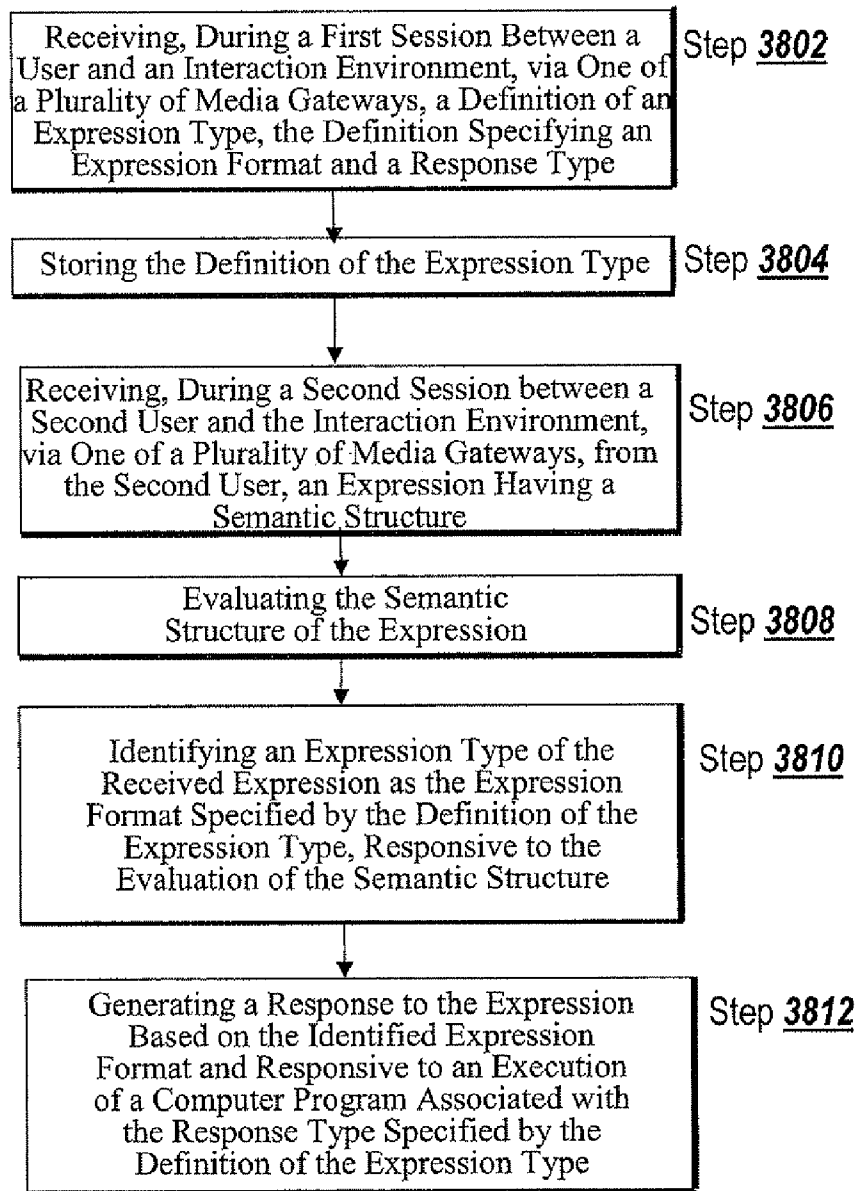 Receiving, During a First Session Between a
User and an Interaction Environment, via One of
a Plurality of Media Gateways, a Definition of an
Expression Type, the Definition Specifying an
Expression Format and a Response Type
Step 3802
Storing the Definition of the Expression Type
Step 3804
Receiving, During a Second Session between a
Second User and the Interaction Environment,
via One of a Plurality of Media Gateways, from
the Second User, an Expression Having a
Semantic Structure
Step 3806
Evaluating the Semantic
Structure of the Expression
Step 3808
Identifying an Expression Type of the
Received Expression as the Expression
Format Specified by the Definition of the
Expression Type, Responsive to the
Evaluation of the Semantic Structure
Step 3810
Generating a Response to the Expression
Based on the Identified Expression
Format and Responsive to an Execution
of a Computer Program Associated with
the Response Type Specified by the
Definition of the Expression Type
Step 3812